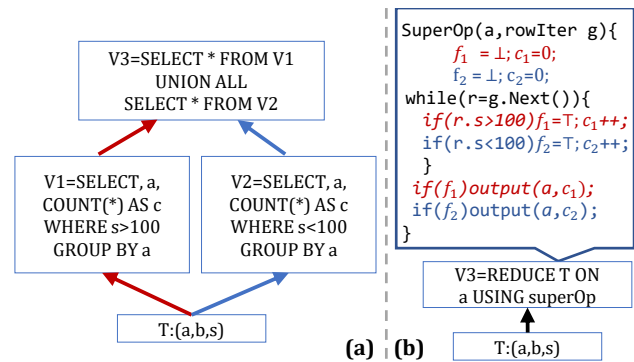 V3=SELECT * FROM V1
UNION ALL
SELECT * FROM V2
V1=SELECT, a,
COUNT(*) AS c
WHERE s>100
GROUP BY a
V2=SELECT, a,
COUNT(*) AS c
WHERE s<100
GROUP BY a
T:(a,b,s)
(a)
SuperOp(a,rowIter g){
f₁ = ⊥; c₁=0;
f₂ = ⊥; c₂=0;
while(r=g.Next()){
if(r.s>100)f₁=⊤; c₁++;
if(r.s<100)f₂=⊤; c₂++;
}
if(f₁)output(a,c₁);
if(f₂)output(a,c₂);
}
V3=REDUCE T ON
a USING superOp
T:(a,b,s)
(b)